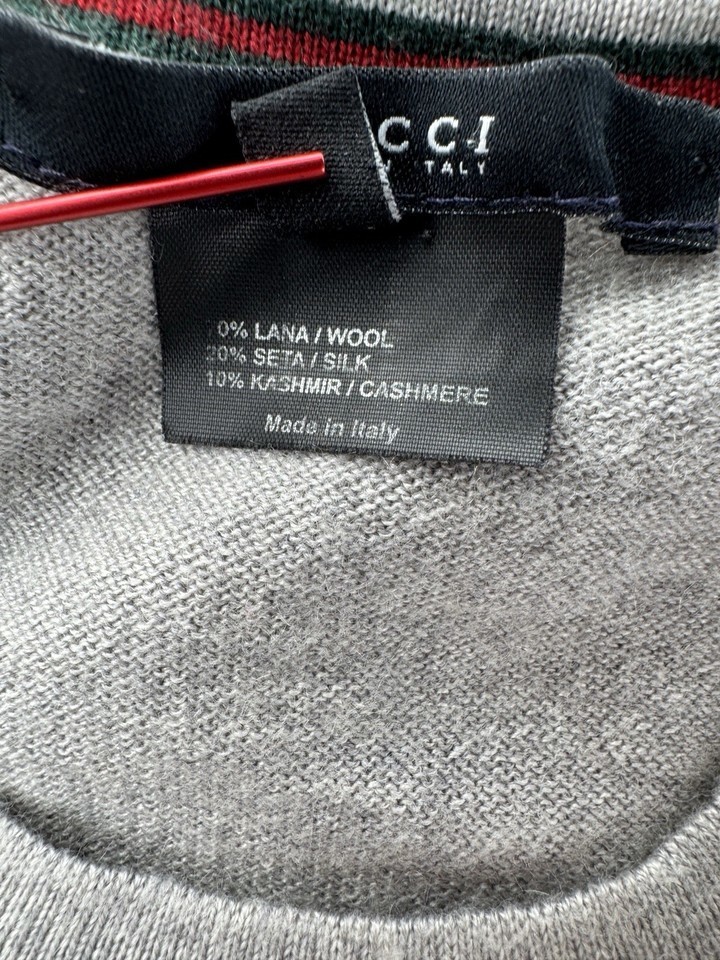 CCI
TALY
0% LANA / WOOL
20% SETA / SILK
10% KASHMIR / CASHMERE
Made in Italy